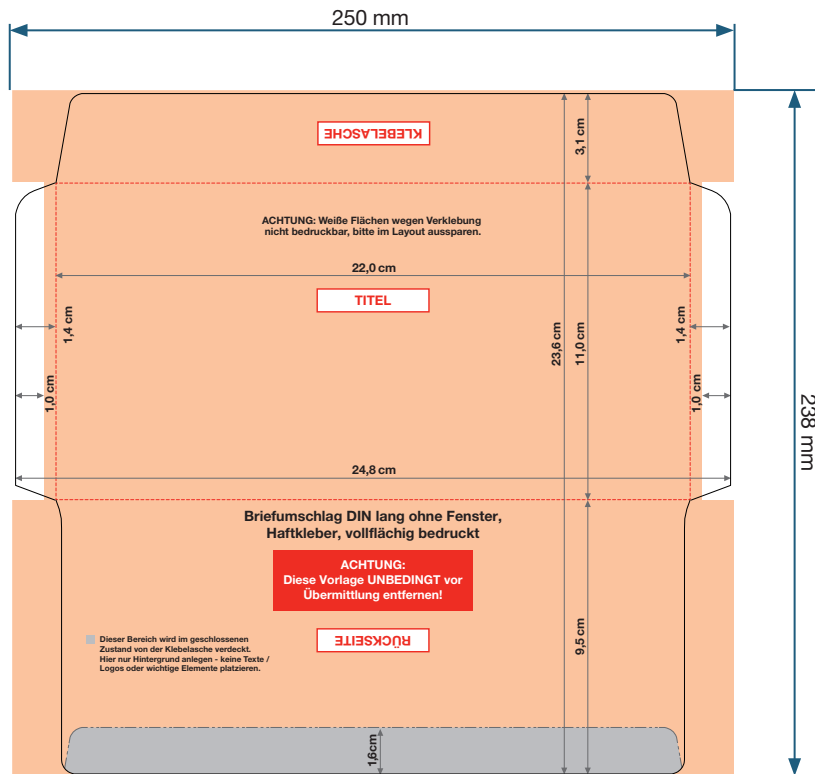 250 mm
KLEBELASCHE
3,1 cm
ACHTUNG: Weiße Flächen wegen Verklebung
nicht bedruckbar, bitte im Layout aussparen.
22,0 cm
TITEL
1,4 cm
23,6 cm
11,0 cm
1,4 cm
1,0 cm
1,0 cm
238 mm
24,8 cm
Briefumschlag DIN lang ohne Fenster,
Haftkleber, vollflächig bedruckt
ACHTUNG:
Diese Vorlage UNBEDINGT vor
Übermittlung entfernen!
RÜCKSEITE
9,5 cm
Dieser Bereich wird im geschlossenen
Zustand von der Klebelasche verdeckt.
Hier nur Hintergrund anlegen - keine Texte /
Logos oder wichtige Elemente platzieren.
1,6cm